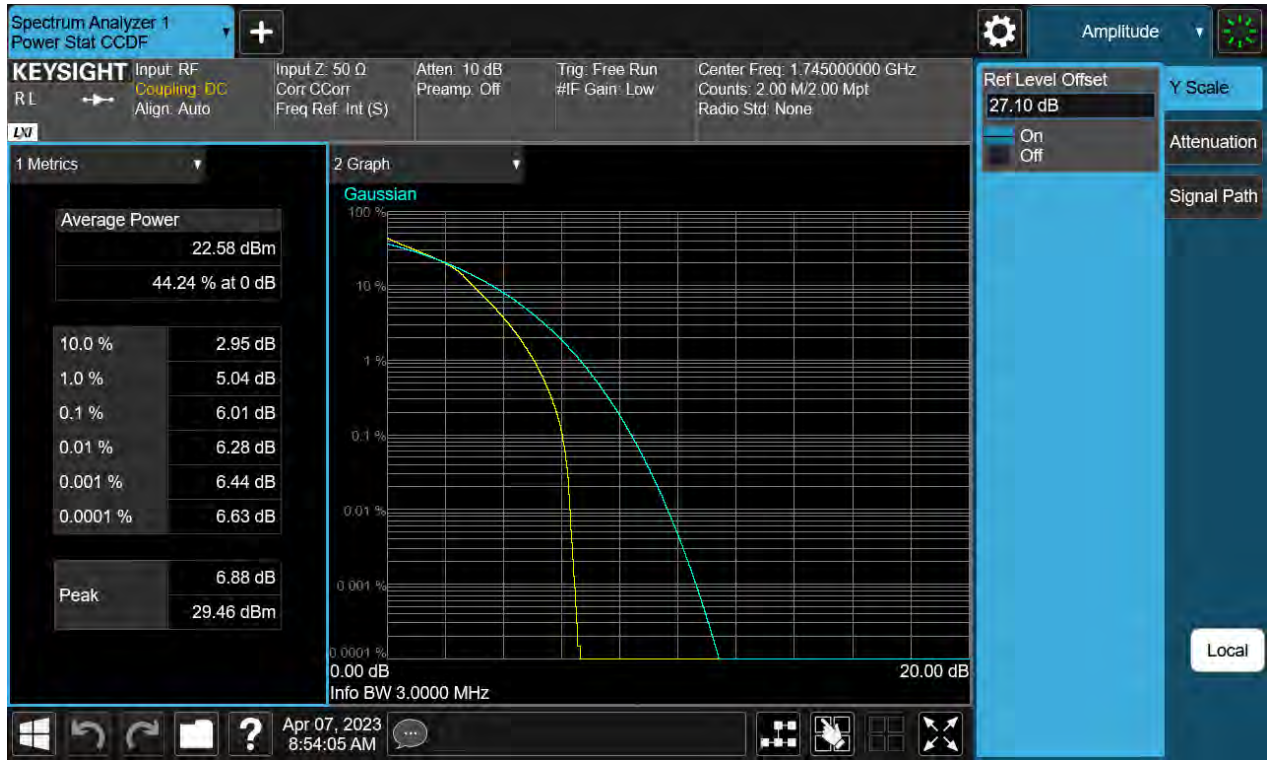 Spectrum Analyzer 1
Power Stat CCDF
+
Amplitude
KEYSIGHT
RL
LXI
Input: RF
Coupling: DC
Align: Auto
Input Z: 50 Ω
Corr CCorr
Freq Ref: Int (S)
Atten: 10 dB
Preamp: Off
Trig: Free Run
#IF Gain: Low
Center Freq: 1.745000000 GHz
Counts: 2.00 M/2.00 Mpt
Radio Std: None
Ref Level Offset
27.10 dB
On
Off
Y Scale
Attenuation
Signal Path
Local
1 Metrics
Average Power
22.58 dBm
44.24 % at 0 dB
10.0 % 2.95 dB
1.0 % 5.04 dB
0.1 % 6.01 dB
0.01 % 6.28 dB
0.001 % 6.44 dB
0.0001 % 6.63 dB
Peak
6.88 dB
29.46 dBm
2 Graph
Gaussian
100 %
10 %
1 %
0.1 %
0.01 %
0.001 %
0.0001 %
0.00 dB 20.00 dB
Info BW 3.0000 MHz
?
Apr 07, 2023
8:54:05 AM